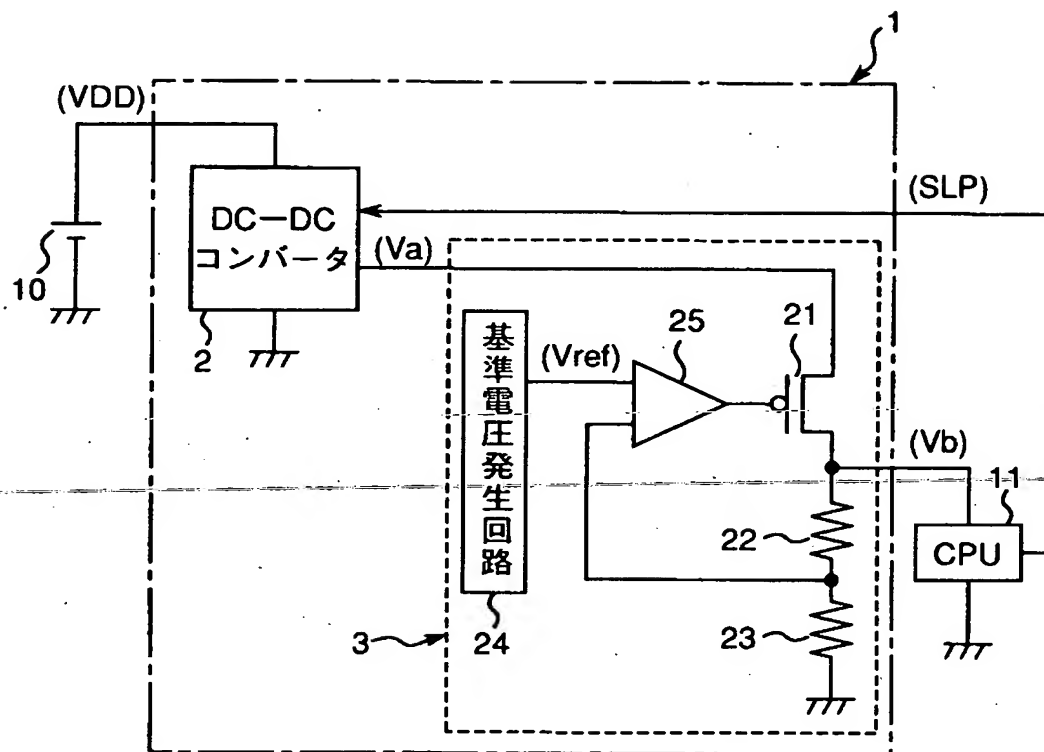 1
(VDD)
DC-DC
コンバータ
(SLP)
(Va)
10
2
基準電圧発生回路
(Vref)
25
21
(Vb)
11
CPU
22
23
3
24